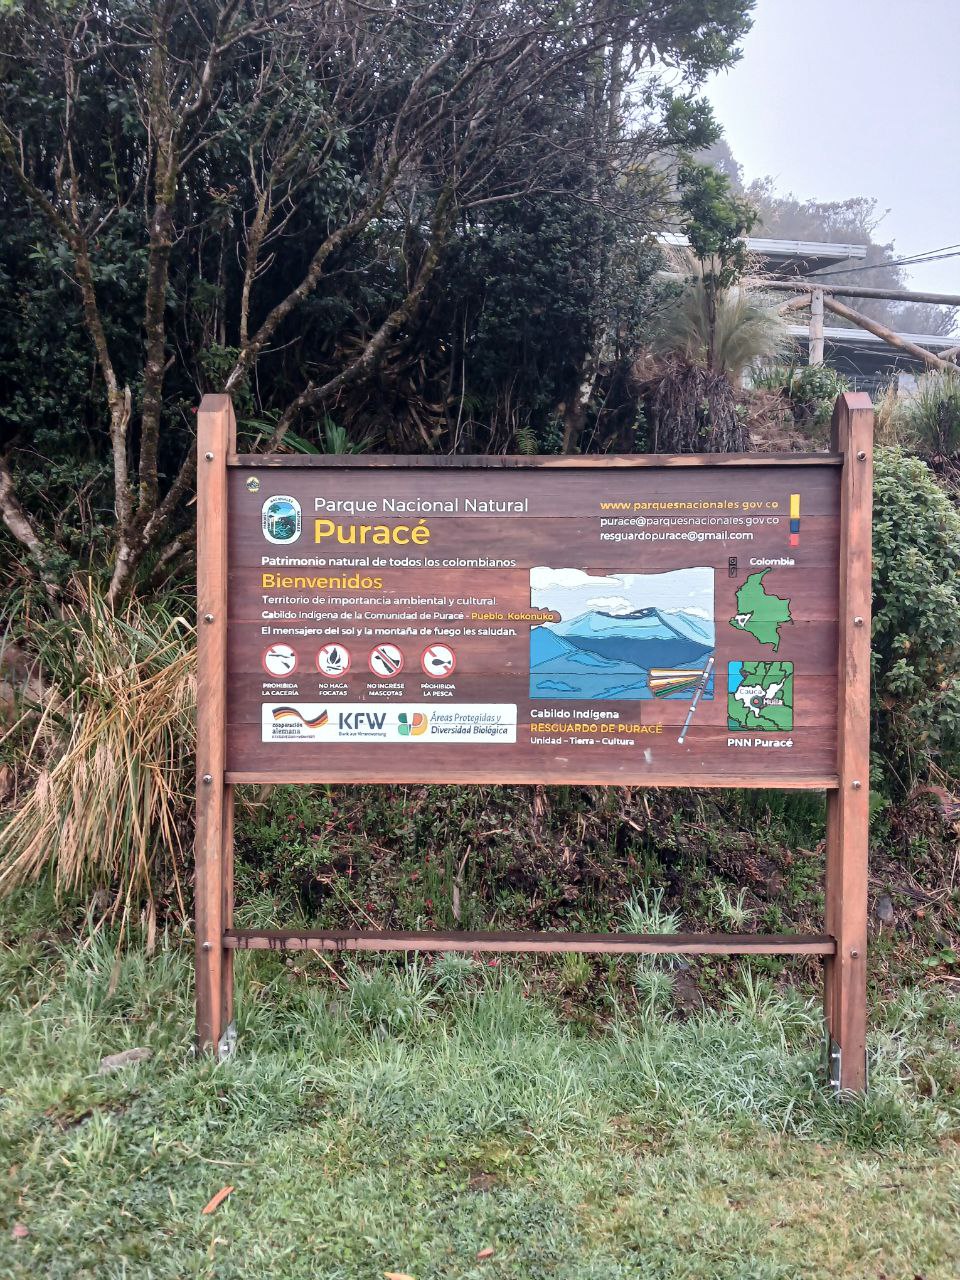 Parque Nacional Natural
Puracé
Patrimonio natural de todos los colombianos
Bienvenidos
Territorio de importancia ambiental y cultural.
Cabildo Indígena de la Comunidad de Puracé - Pueblo Kokonuko
El mensajero del sol y la montaña de fuego les saludan.
PROHIBIDA LA CACERÍA
NO HAGA FOGATAS
NO INGRESE MASCOTAS
PROHIBIDA LA PESCA
cooperación alemana
KFW
Áreas Protegidas y
Diversidad Biológica
www.parquesnacionales.gov.co
purace@parquesnacionales.gov.co
resguardopurace@gmail.com
Colombia
Cauca
Huila
Cabildo Indígena
RESGUARDO DE PURACÉ
Unidad - Tierra - Cultura
PNN Puracé